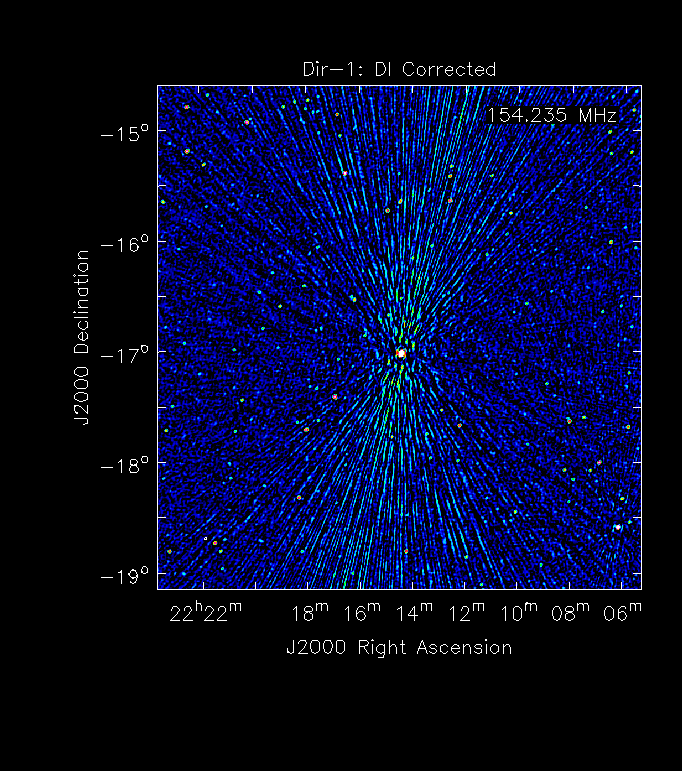 Dir-1: DI Corrected
154.235 MHz
-15°
-16°
-17°
-18°
-19°
J2000 Declination
22ʰ22ᵐ 18ᵐ 16ᵐ 14ᵐ 12ᵐ 10ᵐ 08ᵐ 06ᵐ
J2000 Right Ascension